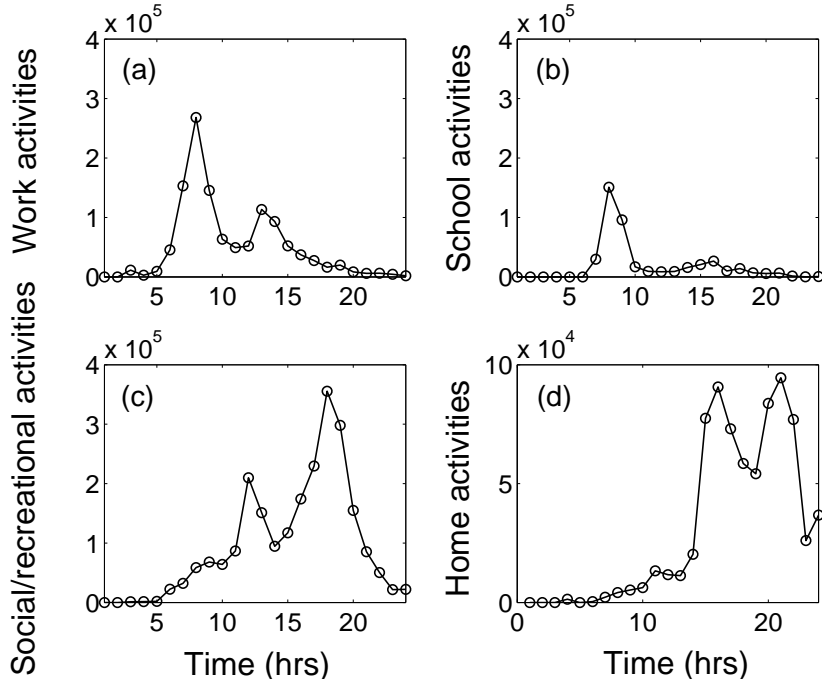 x 10^5
4
3
2
1
0
5 10 15 20
(a)
Work activities
x 10^5
4
3
2
1
0
5 10 15 20
(b)
School activities
x 10^5
4
3
2
1
0
5 10 15 20
(c)
Social/recreational activities
Time (hrs)
x 10^4
10
5
0
0 10 20
(d)
Home activities
Time (hrs)